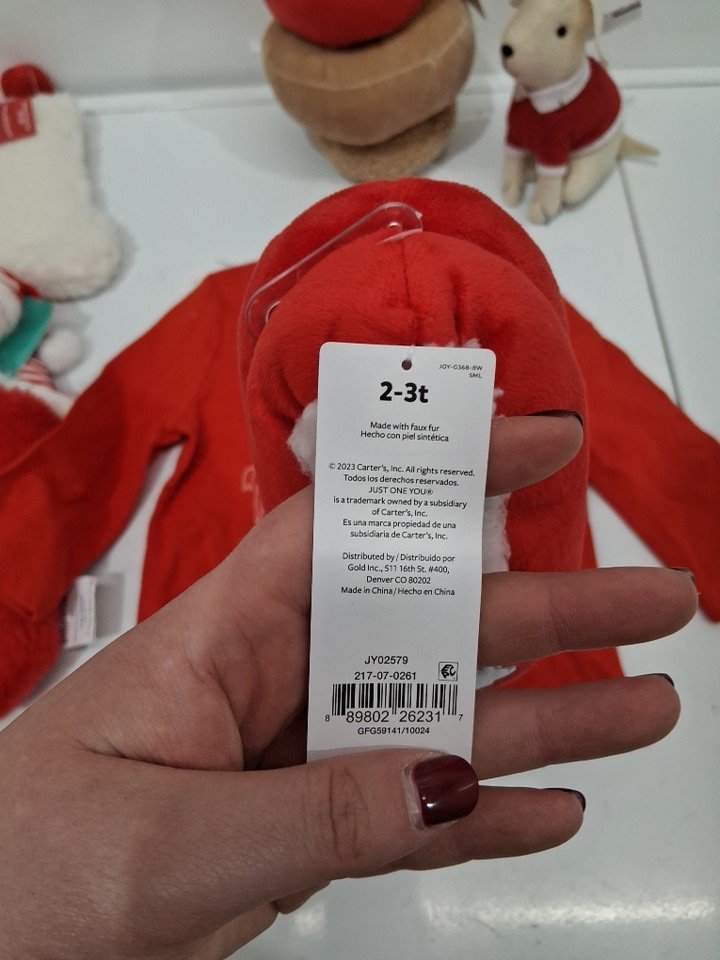 JOY-G368-BW
SML
2-3t
Made with faux fur
Hecho con piel sintética
© 2023 Carter's, Inc. All rights reserved.
Todos los derechos reservados.
JUST ONE YOU®
is a trademark owned by a subsidiary
of Carter's, Inc.
Es una marca propiedad de una
subsidiaria de Carter's, Inc.
Distributed by / Distribuido por
Gold Inc., 511 16th St. #400,
Denver CO 80202
Made in China / Hecho en China
JY02579
217-07-0261
8 89802 26231 7
GFG59141/10024